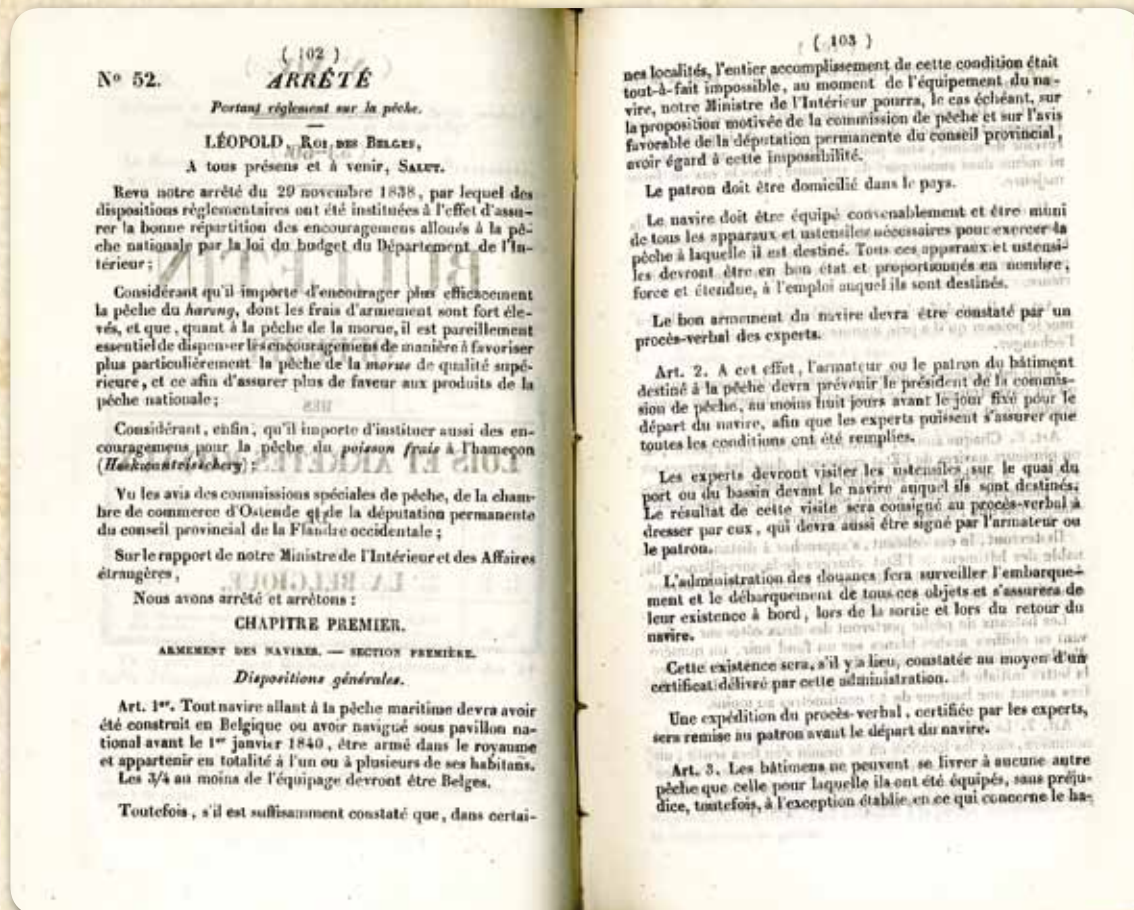 ( 102 )
Nº 52. ARRÊTÉ
Portant réglement sur la pêche.
LÉOPOLD, ROI DES BELGES,
A tous présens et à venir, SALUT.
Revu notre arrêté du 29 novembre 1838, par lequel des
dispositions règlementaires ont été instituées à l'effet d'assu-
rer la bonne répartition des encouragemens alloués à la pê-
che nationale par la loi du budget du Département de l'In-
térieur ;
Considérant qu'il importe d'encourager plus efficacement
la pêche du hareng, dont les frais d'armement sont fort éle-
vés, et que, quant à la pêche de la morue, il est pareillement
essentiel de dispenser les encouragemens de manière à favoriser
plus particulièrement la pêche de la morue de qualité supé-
rieure, et ce afin d'assurer plus de faveur aux produits de la
pêche nationale ;
Considérant, enfin, qu'il importe d'instituer aussi des en-
couragemens pour la pêche du poisson frais à l'hameçon
Vu les avis des commissions spéciales de pêche, de la cham-
bre de commerce d'Ostende et de la députation permanente
du conseil provincial de la Flandre occidentale ;
Sur le rapport de notre Ministre de l'Intérieur et des Affaires
étrangères,
Nous avons arrêté et arrêtons :
CHAPITRE PREMIER.
ARMEMENT DES NAVIRES. — SECTION PREMIÈRE.
Dispositions générales.
Art. 1er. Tout navire allant à la pêche maritime devra avoir
été construit en Belgique ou avoir navigué sous pavillon na-
tional avant le 1er janvier 1840, être armé dans le royaume
et appartenir en totalité à l'un ou à plusieurs de ses habitans.
Les 3/4 au moins de l'équipage devront être Belges.
Toutefois, s'il est suffisamment constaté que, dans certai-
( 103 )
nes localités, l'entier accomplissement de cette condition était
tout-à-fait impossible, au moment de l'équipement du na-
vire, notre Ministre de l'Intérieur pourra, le cas échéant, sur
la proposition motivée de la commission de pêche et sur l'avis
favorable de la députation permanente du conseil provincial,
avoir égard à cette impossibilité.
Le patron doit être domicilié dans le pays.
Le navire doit être équipé convenablement et être muni
de tous les apparaux et ustensiles nécessaires pour exercer la
pêche à laquelle il est destiné. Tous ces apparaux et ustensi-
les devront être en bon état et proportionnés en nombre,
force et étendue, à l'emploi auquel ils sont destinés.
Le bon armement du navire devra être constaté par un
procès-verbal des experts.
Art. 2. A cet effet, l'armateur ou le patron du bâtiment
destiné à la pêche devra prévenir le président de la commis-
sion de pêche, au moins huit jours avant le jour fixé pour le
départ du navire, afin que les experts puissent s'assurer que
toutes les conditions ont été remplies.
Les experts devront visiter les ustensiles sur le quai du
port ou du bassin devant le navire auquel ils sont destinés.
Le résultat de cette visite sera consigné au procès-verbal à
dresser par eux, qui devra aussi être signé par l'armateur ou
le patron.
L'administration des douanes fera surveiller l'embarque-
ment et le débarquement de tous ces objets et s'assurera de
leur existence à bord, lors de la sortie et lors du retour du
navire.
Cette existence sera, s'il y a lieu, constatée au moyen d'un
certificat délivré par cette administration.
Une expédition du procès-verbal, certifiée par les experts,
sera remise au patron avant le départ du navire.
Art. 3. Les bâtimens ne peuvent se livrer à aucune autre
pêche que celle pour laquelle ils ont été équipés, sans préju-
dice, toutefois, à l'exception établie en ce qui concerne le ha-